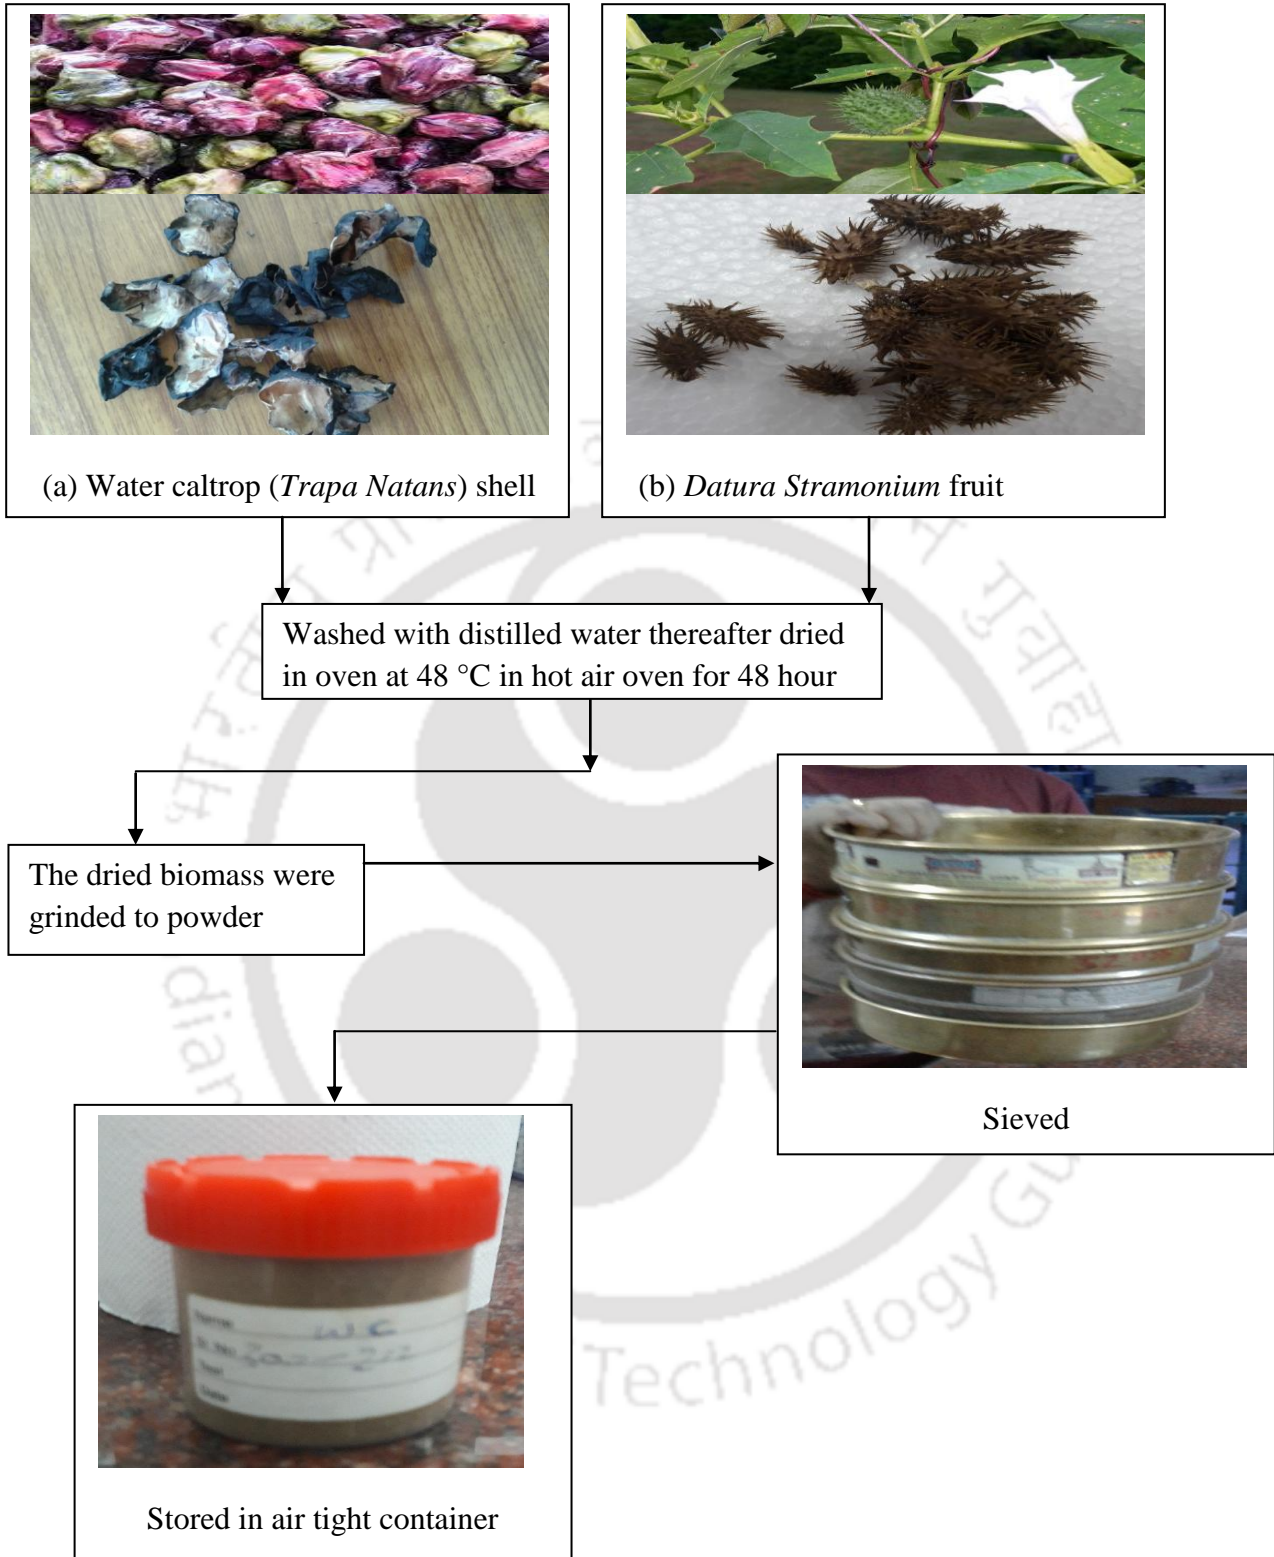 (a) Water caltrop (Trapa Natans) shell
(b) Datura Stramonium fruit
Washed with distilled water thereafter dried
in oven at 48 °C in hot air oven for 48 hour
The dried biomass were
grinded to powder
Sieved
WC
Stored in air tight container
Technology